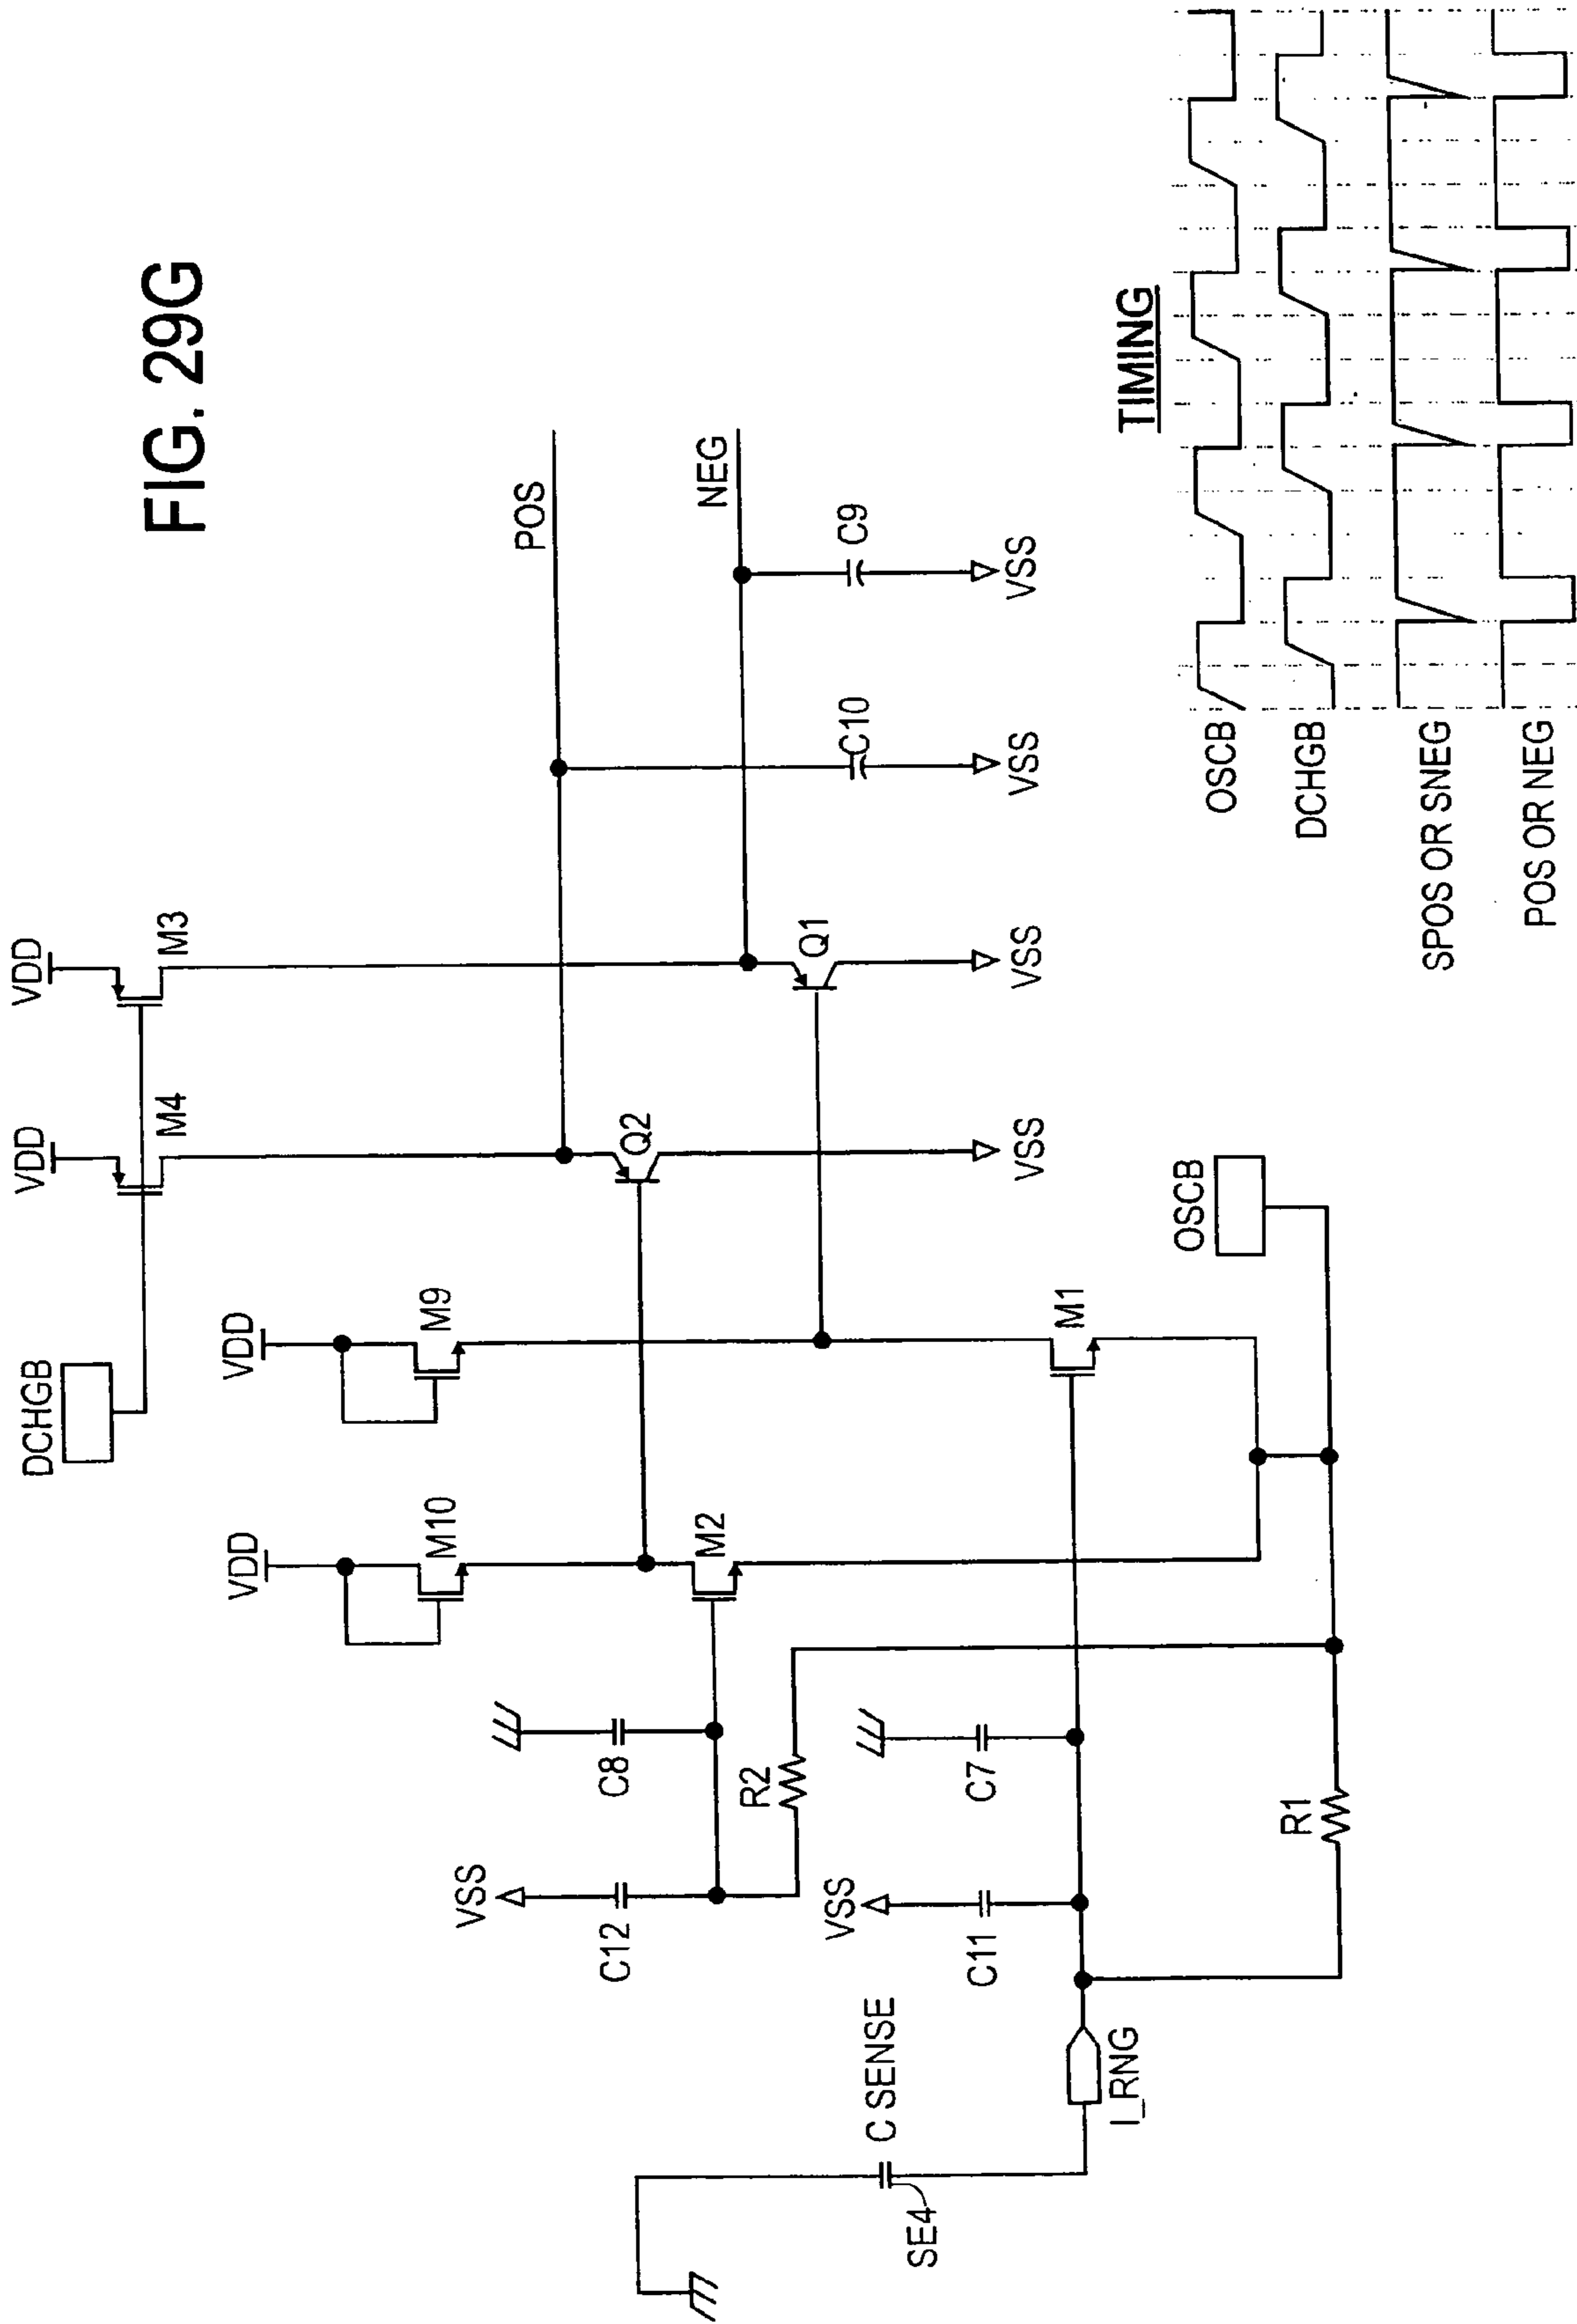 FIG. 29G
DCHGB
VDD
M4
VDD
M3
VDD
M10
VDD
M9
POS
Q2
VSS
NEG
Q1
VSS
C10
VSS
C9
VSS
M2
M1
OSCB
VSS
C12
C8
R2
VSS
C11
C7
R1
C SENSE
SE4
I_RNG
TIMING
OSCB
DCHGB
SPOS OR SNEG
POS OR NEG